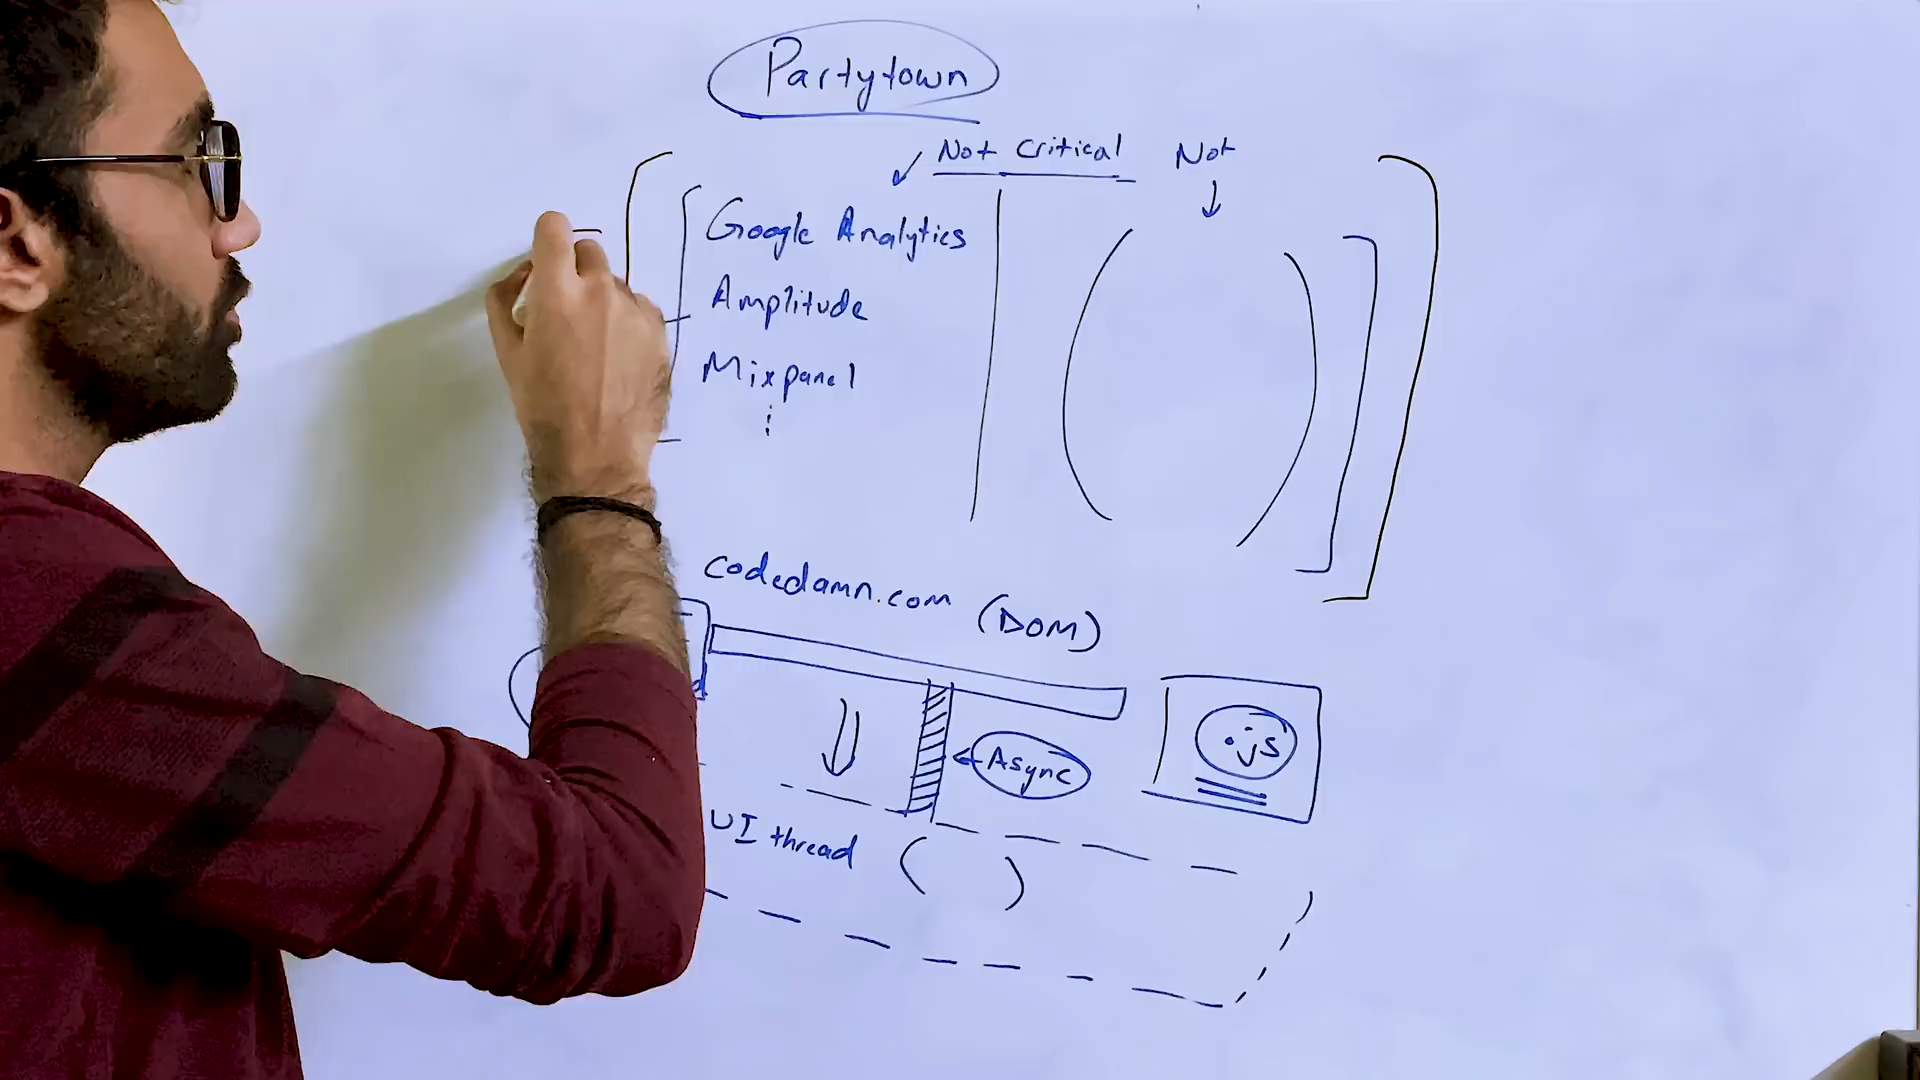 Partytown
✓ Not Critical Not
Google Analytics
Amplitude
Mixpanel
codedamn.com (DOM)
Async
.js
UI thread ( )